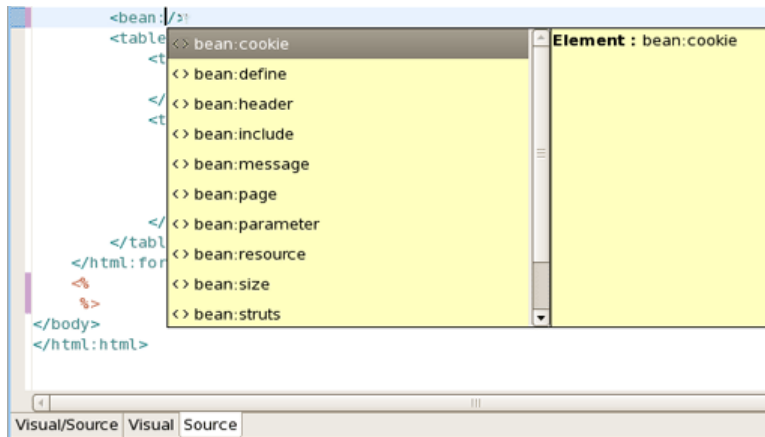 <bean:/>
<table
<> bean:cookie
Element : bean:cookie
<t
<> bean:define
</
<> bean:header
<t
<> bean:include
<> bean:message
<> bean:page
</
<> bean:parameter
</tabl
<> bean:resource
</html:for
<%
<> bean:size
%>
<> bean:struts
</body>
</html:html>
Visual/Source Visual Source